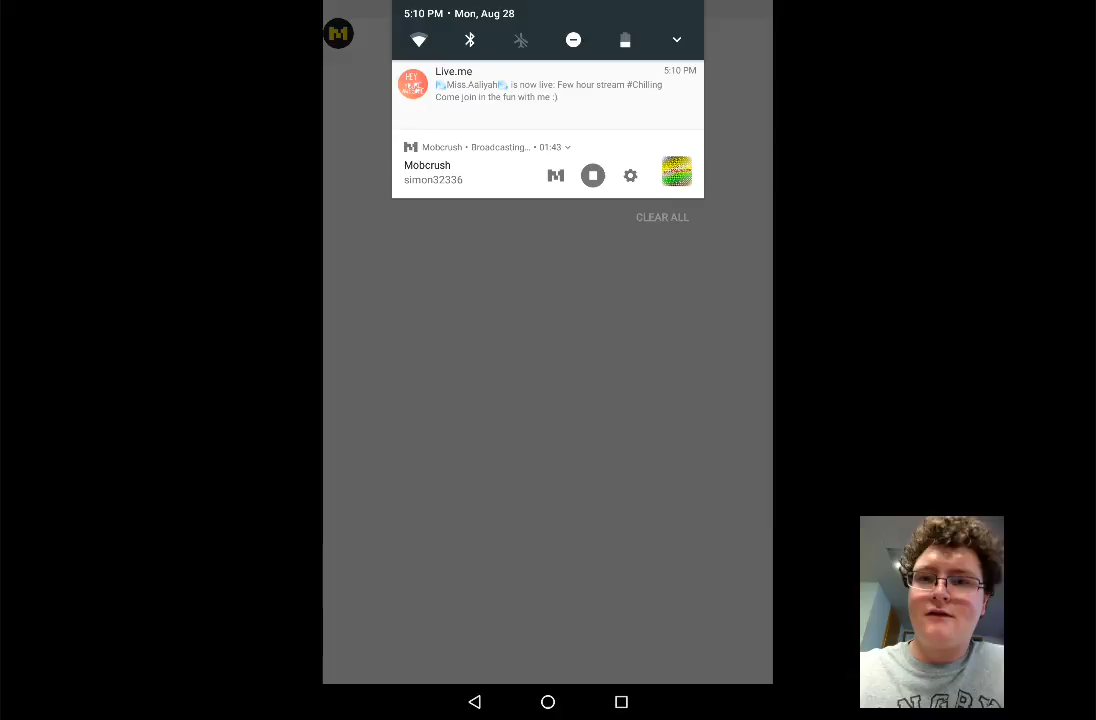 5:10 PM • Mon, Aug 28
Live.me
5:10 PM
Miss.Aaliyah is now live: Few hour stream #Chilling
Come join in the fun with me :)
Mobcrush • Broadcasting... • 01:43
Mobcrush
simon32336
CLEAR ALL